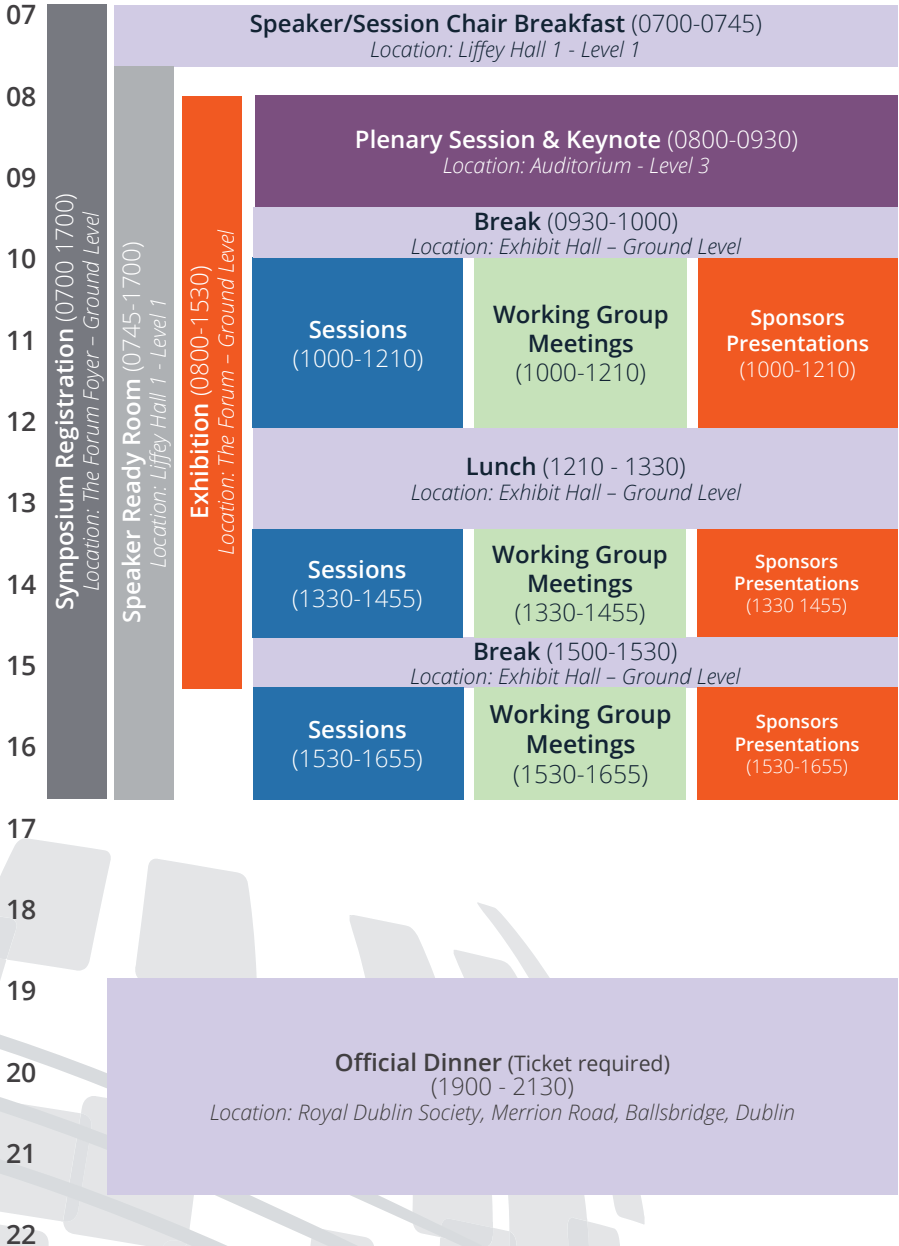 07
Speaker/Session Chair Breakfast (0700-0745)
Location: Liffey Hall 1 - Level 1
Symposium Registration (0700 1700)
Location: The Forum Foyer – Ground Level
Speaker Ready Room (0745-1700)
Location: Liffey Hall 1 - Level 1
Exhibition (0800-1530)
Location: The Forum – Ground Level
08
Plenary Session & Keynote (0800-0930)
Location: Auditorium - Level 3
09
Break (0930-1000)
Location: Exhibit Hall – Ground Level
10
Sessions
(1000-1210)
Working Group
Meetings
(1000-1210)
Sponsors
Presentations
(1000-1210)
11
12
Lunch (1210 - 1330)
Location: Exhibit Hall – Ground Level
13
Sessions
(1330-1455)
Working Group
Meetings
(1330-1455)
Sponsors
Presentations
(1330 1455)
14
15
Break (1500-1530)
Location: Exhibit Hall – Ground Level
Sessions
(1530-1655)
Working Group
Meetings
(1530-1655)
Sponsors
Presentations
(1530-1655)
16
17
18
19
20
Official Dinner (Ticket required)
(1900 - 2130)
Location: Royal Dublin Society, Merrion Road, Ballsbridge, Dublin
21
22